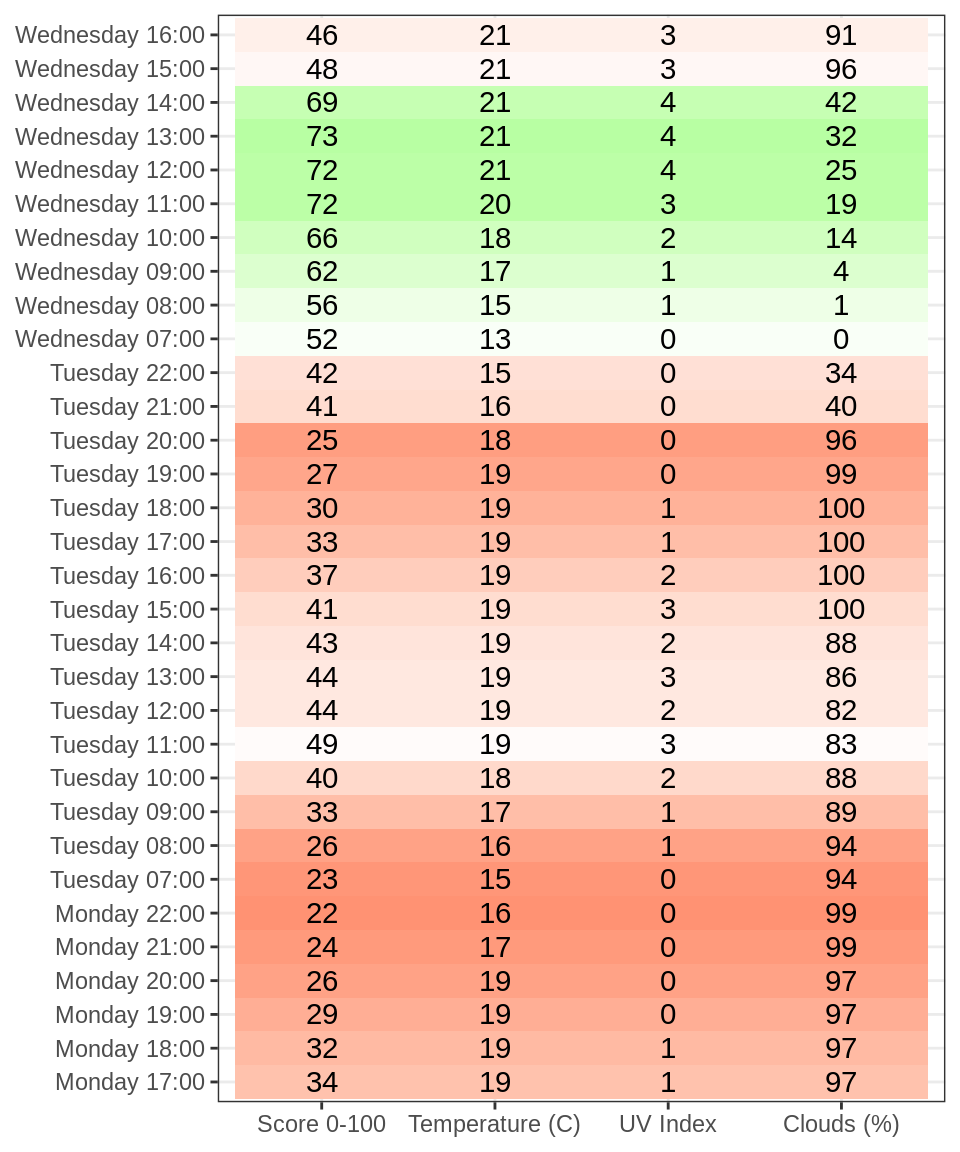 Wednesday 16:00 46 21 3 91
Wednesday 15:00 48 21 3 96
Wednesday 14:00 69 21 4 42
Wednesday 13:00 73 21 4 32
Wednesday 12:00 72 21 4 25
Wednesday 11:00 72 20 3 19
Wednesday 10:00 66 18 2 14
Wednesday 09:00 62 17 1 4
Wednesday 08:00 56 15 1 1
Wednesday 07:00 52 13 0 0
Tuesday 22:00 42 15 0 34
Tuesday 21:00 41 16 0 40
Tuesday 20:00 25 18 0 96
Tuesday 19:00 27 19 0 99
Tuesday 18:00 30 19 1 100
Tuesday 17:00 33 19 1 100
Tuesday 16:00 37 19 2 100
Tuesday 15:00 41 19 3 100
Tuesday 14:00 43 19 2 88
Tuesday 13:00 44 19 3 86
Tuesday 12:00 44 19 2 82
Tuesday 11:00 49 19 3 83
Tuesday 10:00 40 18 2 88
Tuesday 09:00 33 17 1 89
Tuesday 08:00 26 16 1 94
Tuesday 07:00 23 15 0 94
Monday 22:00 22 16 0 99
Monday 21:00 24 17 0 99
Monday 20:00 26 19 0 97
Monday 19:00 29 19 0 97
Monday 18:00 32 19 1 97
Monday 17:00 34 19 1 97
Score 0-100 Temperature (C) UV Index Clouds (%)